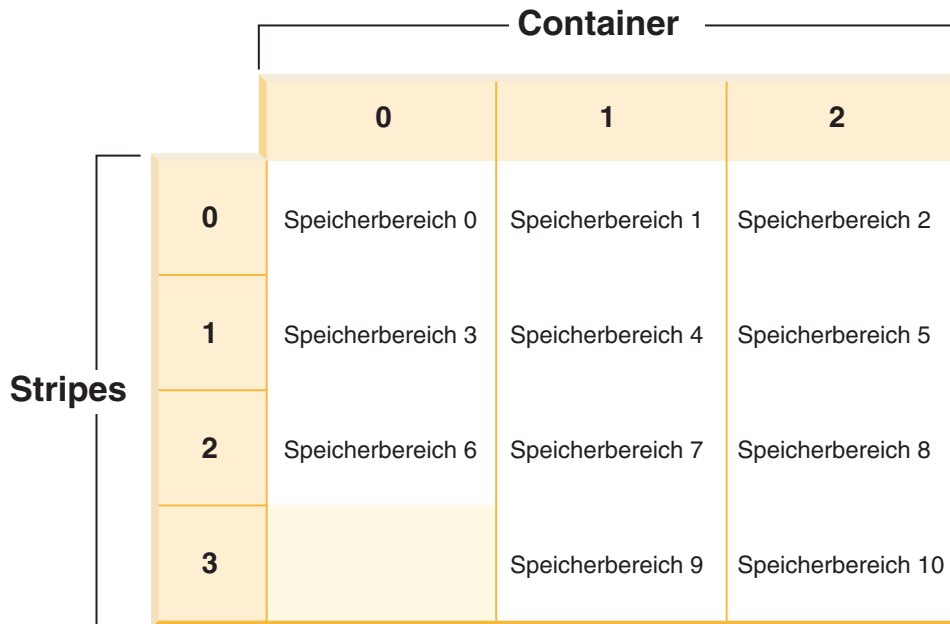 Container
0 1 2
0 Speicherbereich 0 Speicherbereich 1 Speicherbereich 2
1 Speicherbereich 3 Speicherbereich 4 Speicherbereich 5
Stripes
2 Speicherbereich 6 Speicherbereich 7 Speicherbereich 8
3 Speicherbereich 9 Speicherbereich 10